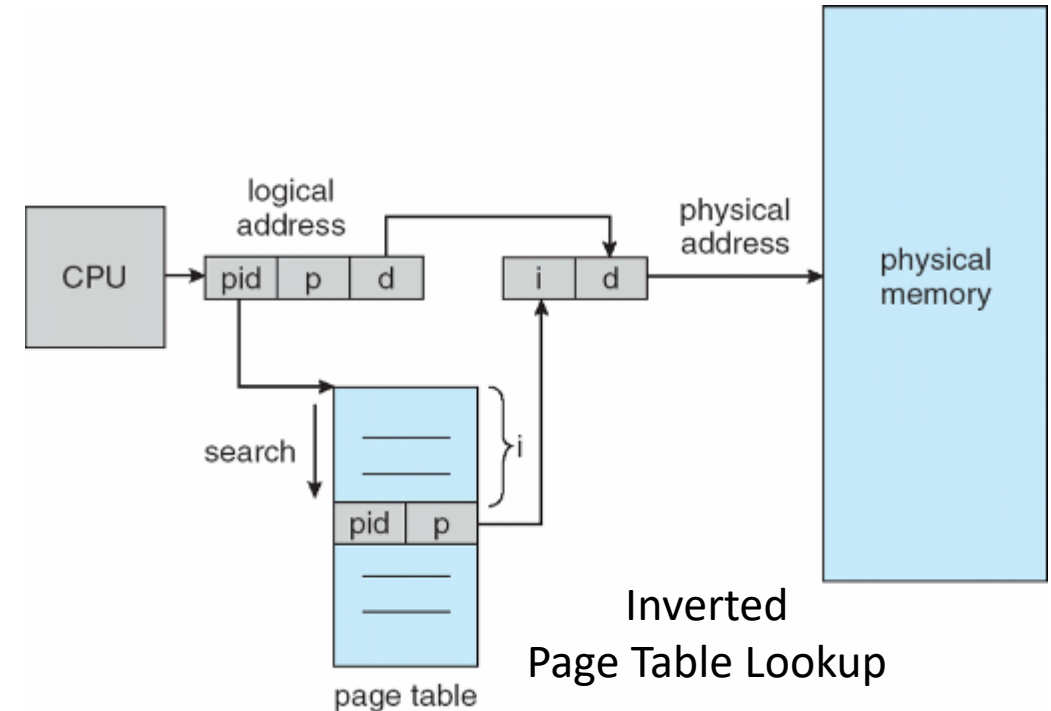 logical
address
CPU
pid p d
i d
physical
address
physical
memory
search
i
pid p
Inverted
Page Table Lookup
page table